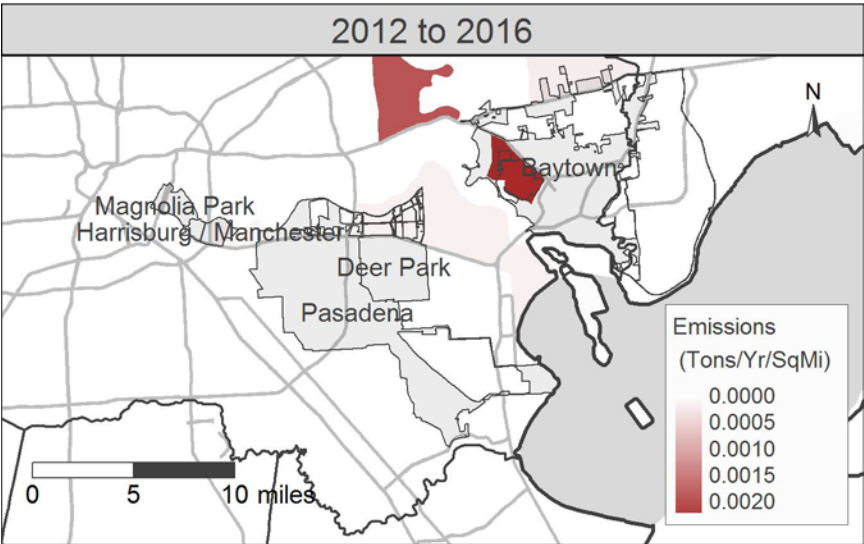 2012 to 2016
N
Baytown
Magnolia Park
Harrisburg / Manchester
Deer Park
Pasadena
Emissions
(Tons/Yr/SqMi)
0.0000
0.0005
0.0010
0.0015
0.0020
0 5 10 miles